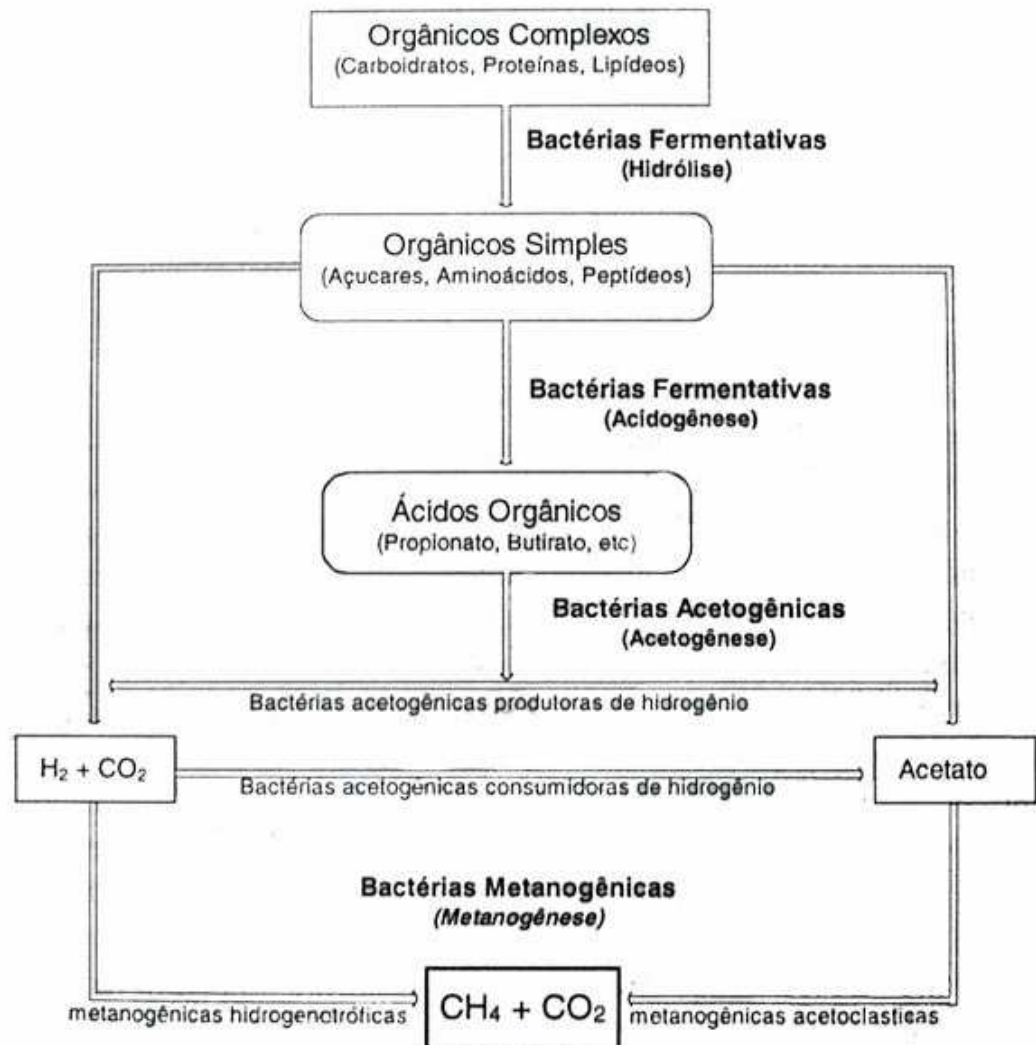 Orgânicos Complexos
(Carboidratos, Proteínas, Lipídeos)
Bactérias Fermentativas
(Hidrólise)
Orgânicos Simples
(Açucares, Aminoácidos, Peptídeos)
Bactérias Fermentativas
(Acidogênese)
Ácidos Orgânicos
(Propionato, Butirato, etc)
Bactérias Acetogênicas
(Acetogênese)
Bactérias acetogênicas produtoras de hidrogênio
H₂ + CO₂
Acetato
Bactérias acetogênicas consumidoras de hidrogênio
Bactérias Metanogênicas
(Metanogênese)
CH₄ + CO₂
metanogênicas hidrogenotróficas
metanogênicas acetoclasticas